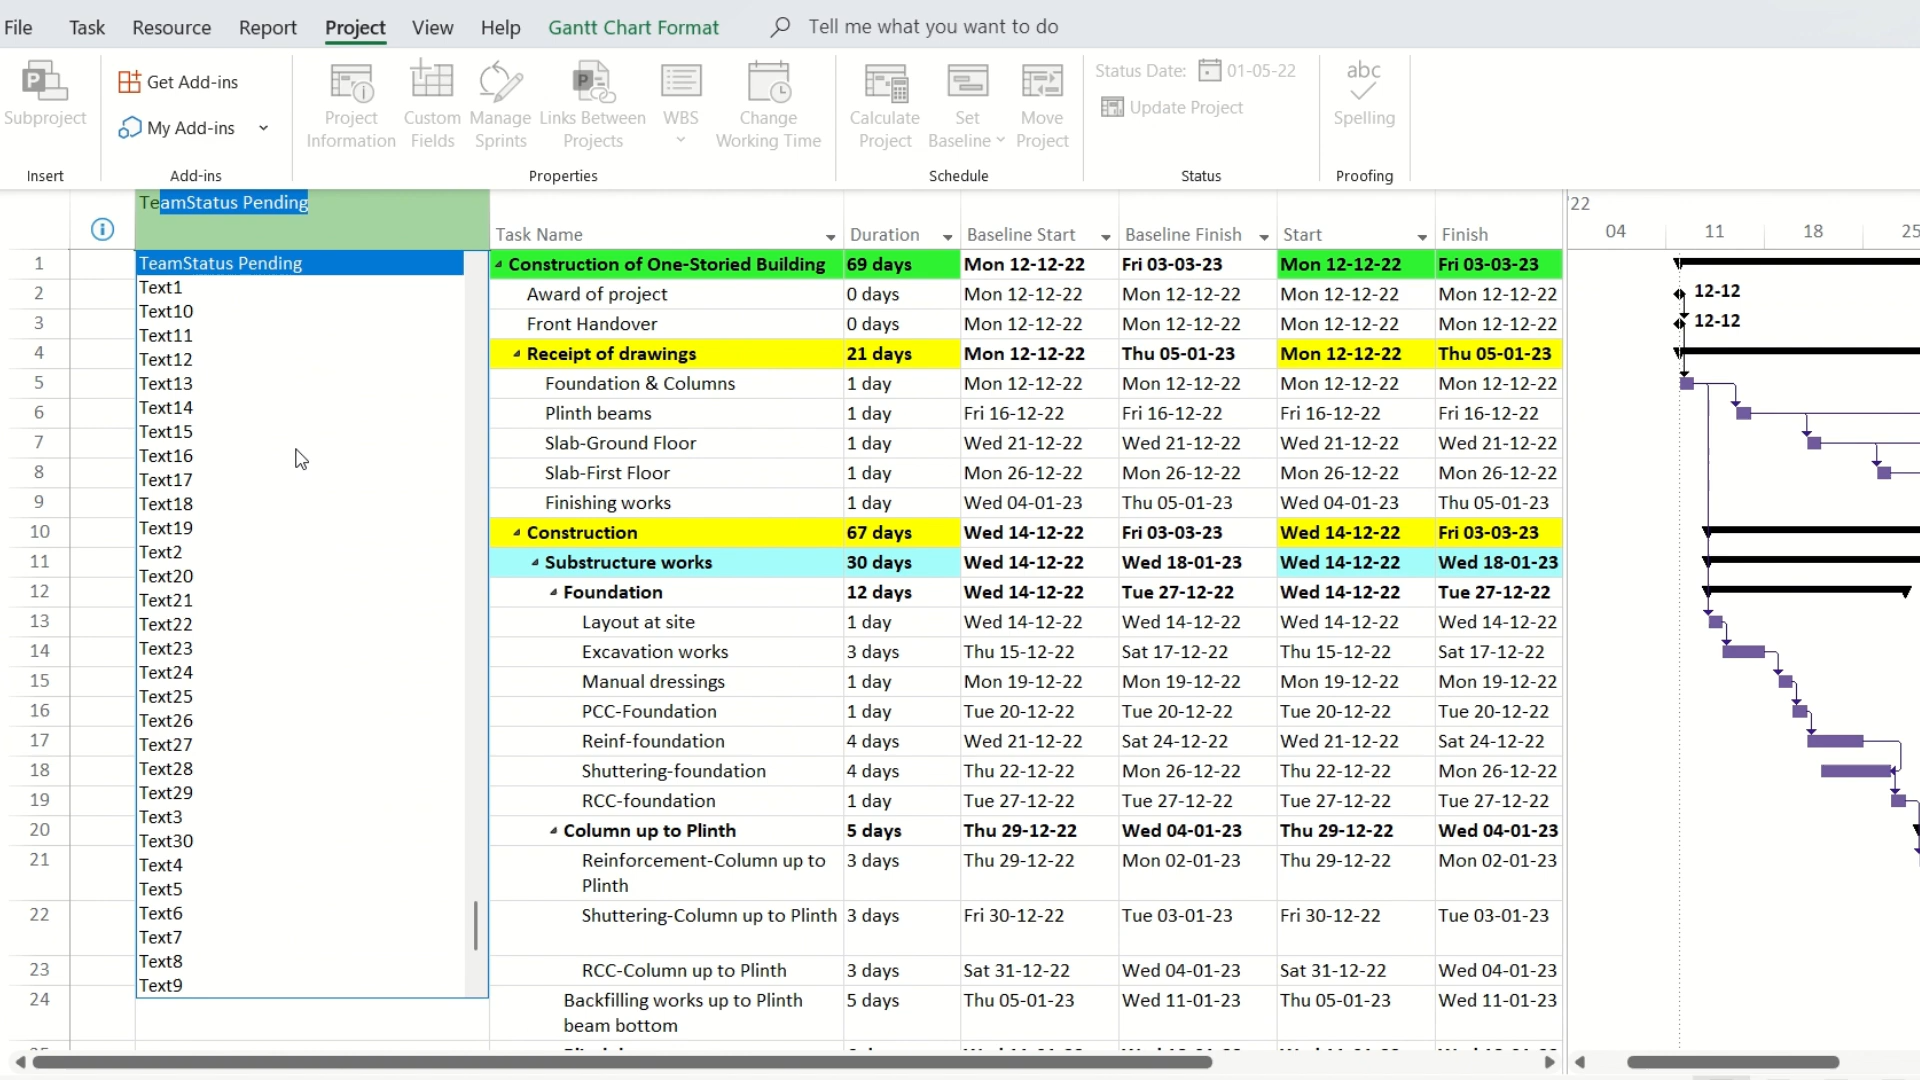 File Task Resource Report Project View Help Gantt Chart Format Tell me what you want to do
Subproject
Get Add-ins
My Add-ins
Project Information
Custom Fields
Manage Sprints
Links Between Projects
WBS
Change Working Time
Calculate Project
Set Baseline
Move Project
Status Date: 01-05-22
Update Project
abc
Spelling
Insert Add-ins Properties Schedule Status Proofing
TeamStatus Pending
TeamStatus Pending
Text1
Text10
Text11
Text12
Text13
Text14
Text15
Text16
Text17
Text18
Text19
Text2
Text20
Text21
Text22
Text23
Text24
Text25
Text26
Text27
Text28
Text29
Text3
Text30
Text4
Text5
Text6
Text7
Text8
Text9
Task Name Duration Baseline Start Baseline Finish Start Finish
1 Construction of One-Storied Building 69 days Mon 12-12-22 Fri 03-03-23 Mon 12-12-22 Fri 03-03-23
2 Award of project 0 days Mon 12-12-22 Mon 12-12-22 Mon 12-12-22 Mon 12-12-22
3 Front Handover 0 days Mon 12-12-22 Mon 12-12-22 Mon 12-12-22 Mon 12-12-22
4 Receipt of drawings 21 days Mon 12-12-22 Thu 05-01-23 Mon 12-12-22 Thu 05-01-23
5 Foundation & Columns 1 day Mon 12-12-22 Mon 12-12-22 Mon 12-12-22 Mon 12-12-22
6 Plinth beams 1 day Fri 16-12-22 Fri 16-12-22 Fri 16-12-22 Fri 16-12-22
7 Slab-Ground Floor 1 day Wed 21-12-22 Wed 21-12-22 Wed 21-12-22 Wed 21-12-22
8 Slab-First Floor 1 day Mon 26-12-22 Mon 26-12-22 Mon 26-12-22 Mon 26-12-22
9 Finishing works 1 day Wed 04-01-23 Thu 05-01-23 Wed 04-01-23 Thu 05-01-23
10 Construction 67 days Wed 14-12-22 Fri 03-03-23 Wed 14-12-22 Fri 03-03-23
11 Substructure works 30 days Wed 14-12-22 Wed 18-01-23 Wed 14-12-22 Wed 18-01-23
12 Foundation 12 days Wed 14-12-22 Tue 27-12-22 Wed 14-12-22 Tue 27-12-22
13 Layout at site 1 day Wed 14-12-22 Wed 14-12-22 Wed 14-12-22 Wed 14-12-22
14 Excavation works 3 days Thu 15-12-22 Sat 17-12-22 Thu 15-12-22 Sat 17-12-22
15 Manual dressings 1 day Mon 19-12-22 Mon 19-12-22 Mon 19-12-22 Mon 19-12-22
16 PCC-Foundation 1 day Tue 20-12-22 Tue 20-12-22 Tue 20-12-22 Tue 20-12-22
17 Reinf-foundation 4 days Wed 21-12-22 Sat 24-12-22 Wed 21-12-22 Sat 24-12-22
18 Shuttering-foundation 4 days Thu 22-12-22 Mon 26-12-22 Thu 22-12-22 Mon 26-12-22
19 RCC-foundation 1 day Tue 27-12-22 Tue 27-12-22 Tue 27-12-22 Tue 27-12-22
20 Column up to Plinth 5 days Thu 29-12-22 Wed 04-01-23 Thu 29-12-22 Wed 04-01-23
21 Reinforcement-Column up to 3 days Thu 29-12-22 Mon 02-01-23 Thu 29-12-22 Mon 02-01-23
Plinth
22 Shuttering-Column up to Plinth 3 days Fri 30-12-22 Tue 03-01-23 Fri 30-12-22 Tue 03-01-23
23 RCC-Column up to Plinth 3 days Sat 31-12-22 Wed 04-01-23 Sat 31-12-22 Wed 04-01-23
24 Backfilling works up to Plinth 5 days Thu 05-01-23 Wed 11-01-23 Thu 05-01-23 Wed 11-01-23
beam bottom
'22
04 11 18 25
12-12
12-12